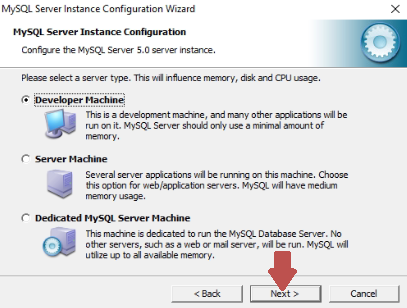 MySQL Server Instance Configuration Wizard
MySQL Server Instance Configuration
Configure the MySQL Server 5.0 server instance.
Please select a server type. This will influence memory, disk and CPU usage.
Developer Machine
This is a development machine, and many other applications will be
run on it. MySQL Server should only use a minimal amount of
memory.
Server Machine
Several server applications will be running on this machine. Choose
this option for web/application servers. MySQL will have medium
memory usage.
Dedicated MySQL Server Machine
This machine is dedicated to run the MySQL Database Server. No
other servers, such as a web or mail server, will be run. MySQL will
utilize up to all available memory.
< Back
Next >
Cancel